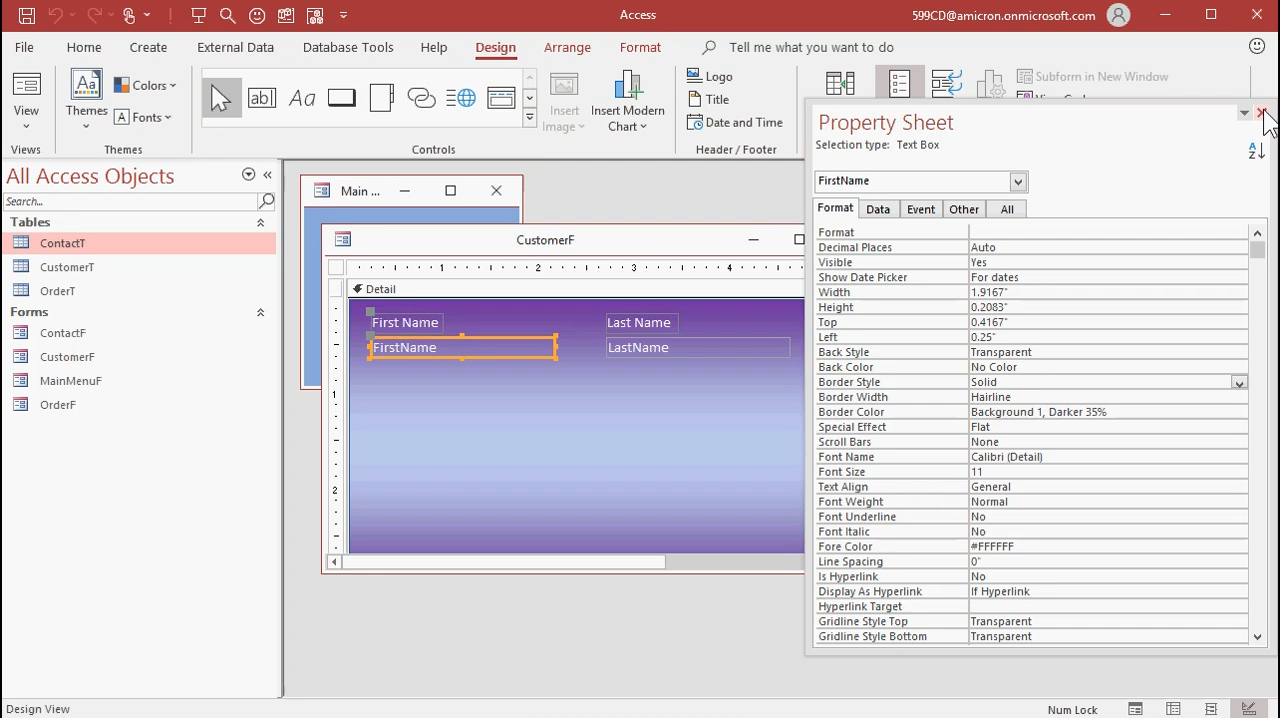 Access
599CD@amicron.onmicrosoft.com
File
Home
Create
External Data
Database Tools
Help
Design
Arrange
Format
Tell me what you want to do
View
Views
Themes
Colors
Fonts
Themes
ab|
Aa
Controls
Insert
Image
Insert Modern
Chart
Logo
Title
Date and Time
Header / Footer
Subform in New Window
All Access Objects
Search...
Tables
ContactT
CustomerT
OrderT
Forms
ContactF
CustomerF
MainMenuF
OrderF
Main ...
CustomerF
1 2 3 4
Detail
First Name
Last Name
FirstName
LastName
1
2
Property Sheet
Selection type: Text Box
FirstName
Format Data Event Other All
Format
Decimal Places Auto
Visible Yes
Show Date Picker For dates
Width 1.9167"
Height 0.2083"
Top 0.4167"
Left 0.25"
Back Style Transparent
Back Color No Color
Border Style Solid
Border Width Hairline
Border Color Background 1, Darker 35%
Special Effect Flat
Scroll Bars None
Font Name Calibri (Detail)
Font Size 11
Text Align General
Font Weight Normal
Font Underline No
Font Italic No
Fore Color #FFFFFF
Line Spacing 0"
Is Hyperlink No
Display As Hyperlink If Hyperlink
Hyperlink Target
Gridline Style Top Transparent
Gridline Style Bottom Transparent
Design View
Num Lock